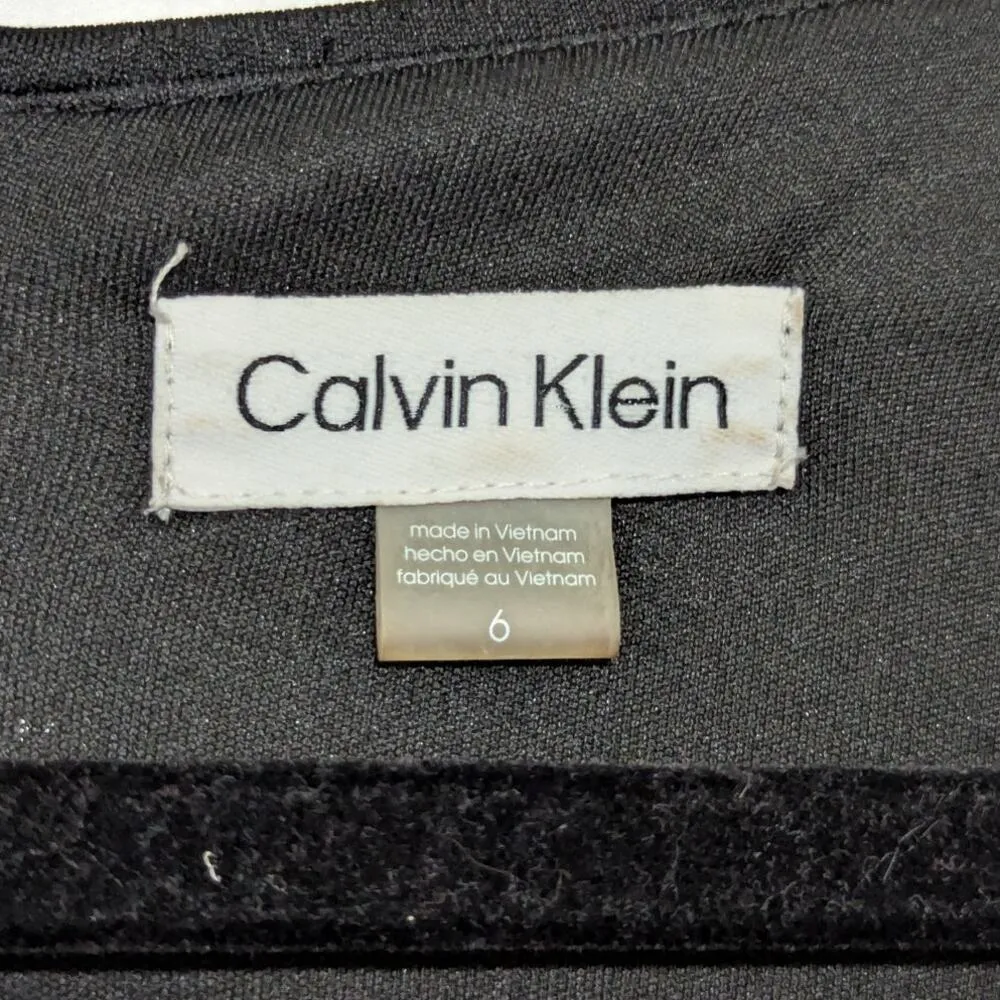 Calvin Klein
made in Vietnam
hecho en Vietnam
fabriqué au Vietnam
6